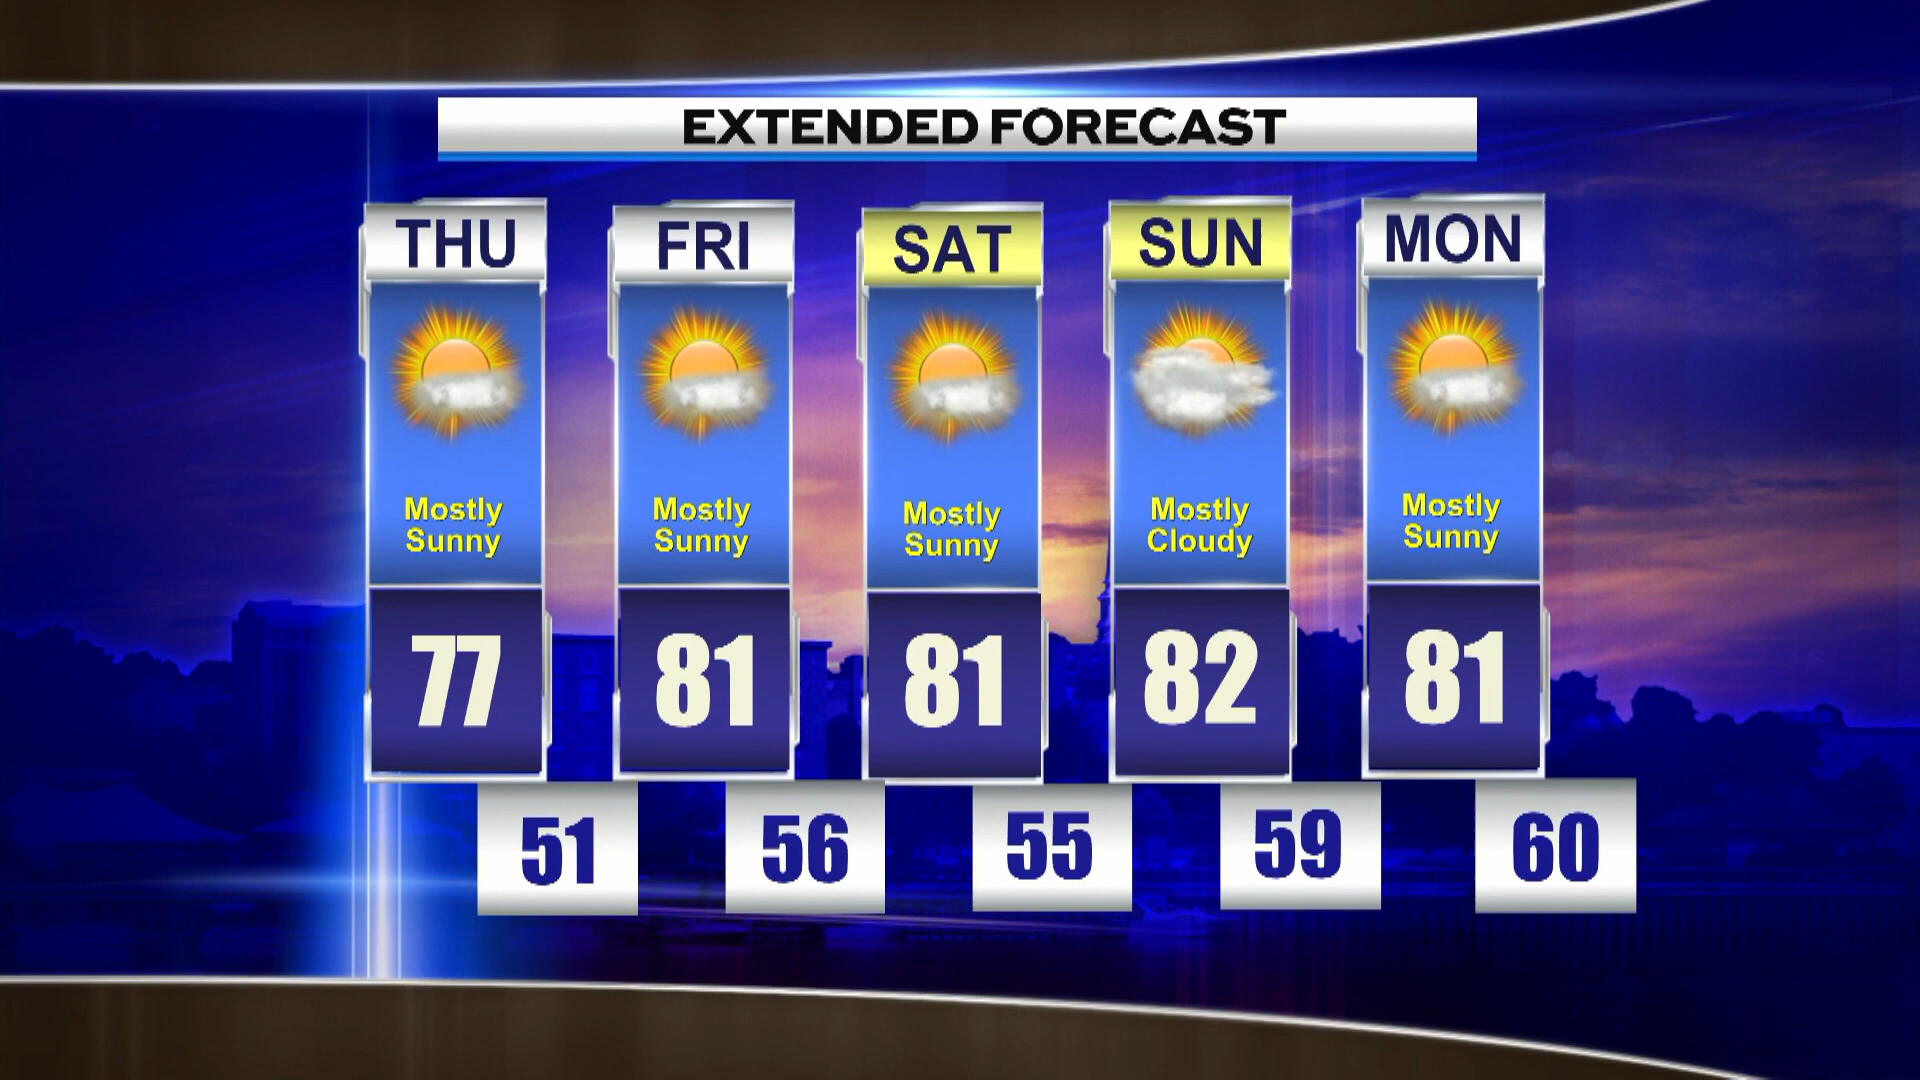 EXTENDED FORECAST
THU FRI SAT SUN MON
Mostly
Sunny
Mostly
Sunny
Mostly
Sunny
Mostly
Cloudy
Mostly
Sunny
77 81 81 82 81
51 56 55 59 60